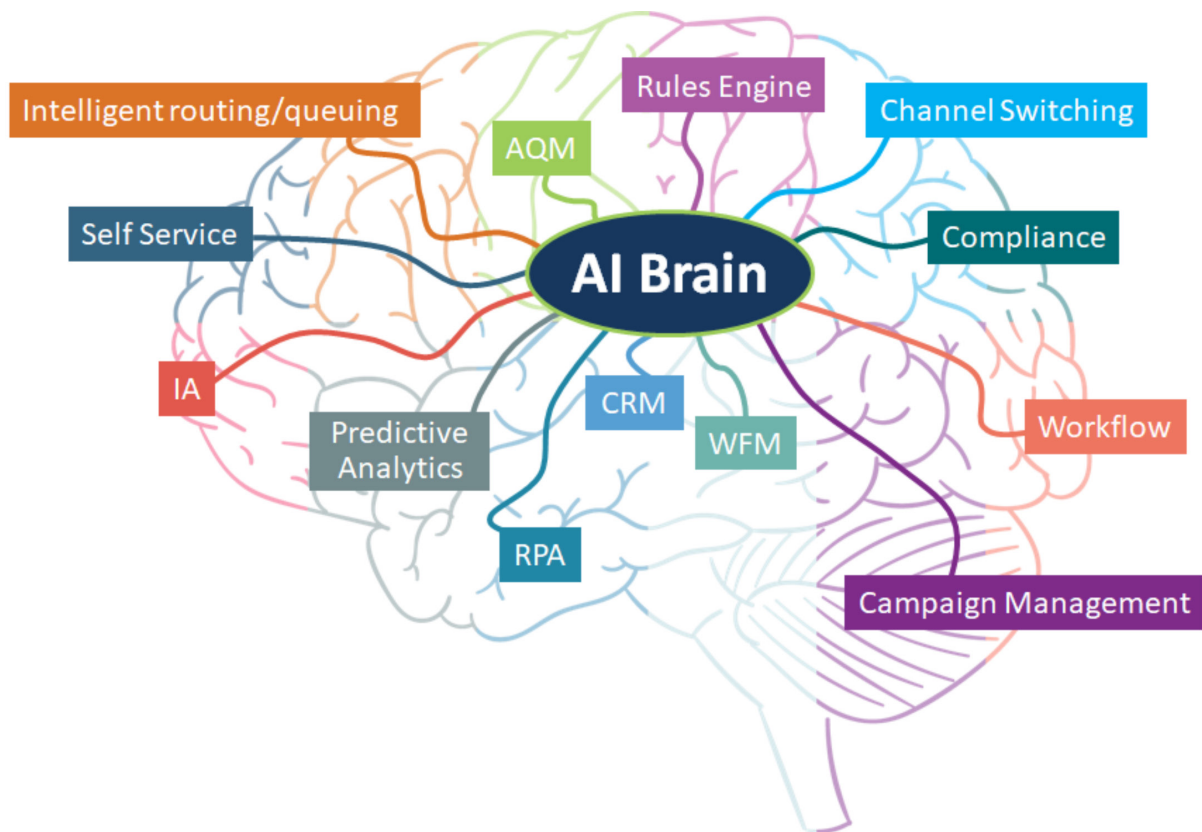 Rules Engine
Intelligent routing/queuing
Channel Switching
AQM
Self Service
Compliance
AI Brain
IA
CRM
Predictive
Analytics
WFM
Workflow
RPA
Campaign Management